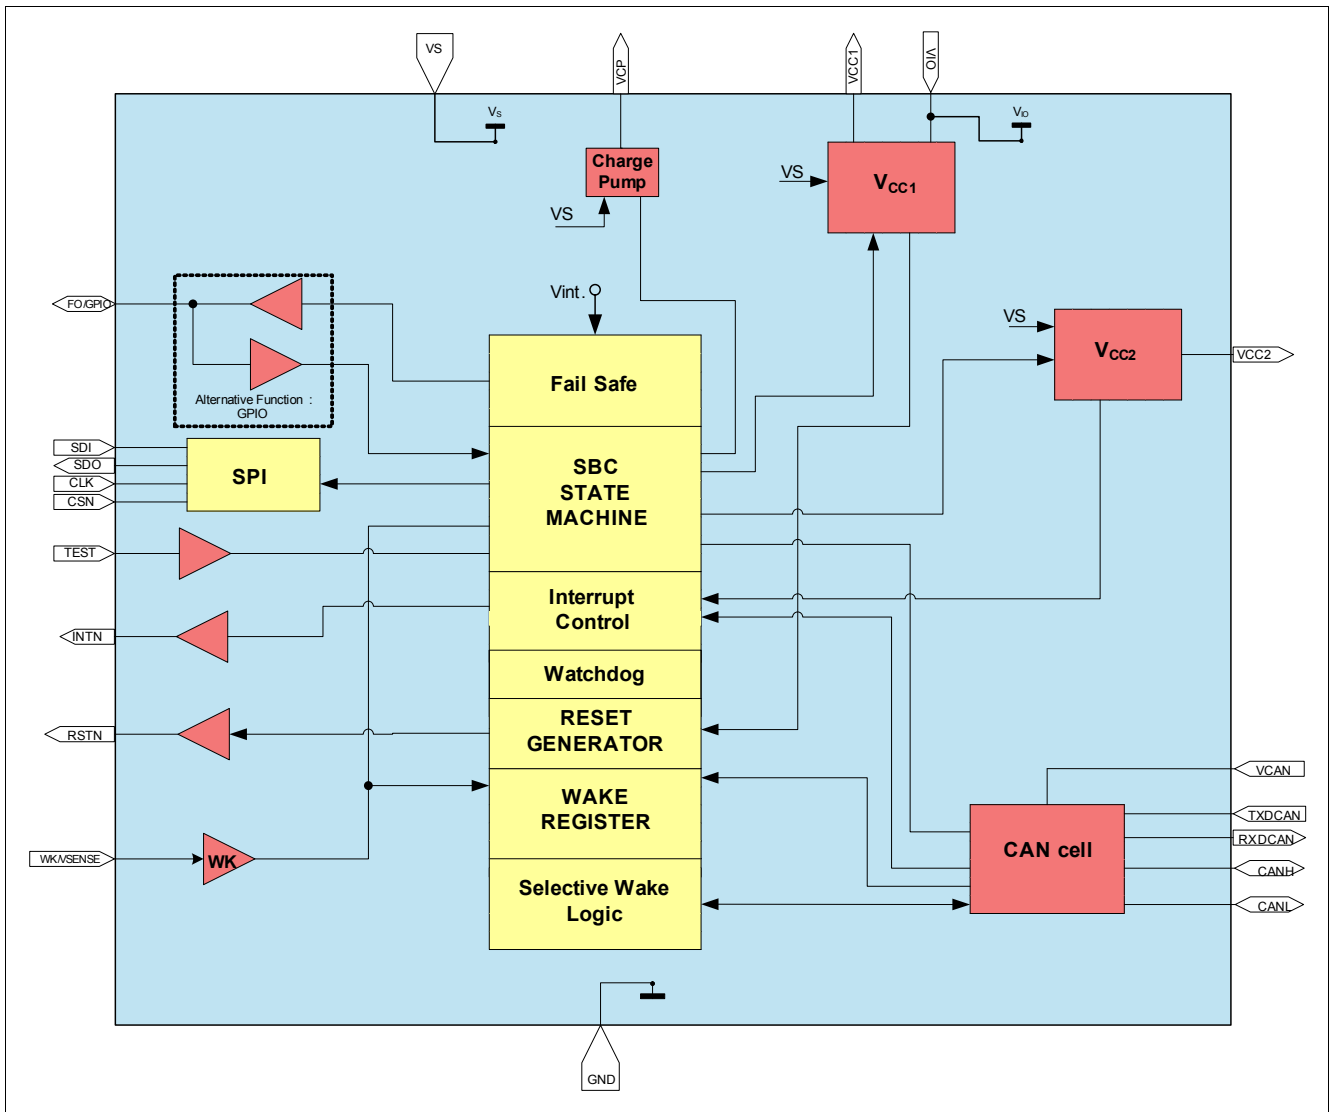 VS
VCP
VCC1
VIO
VS
VIO
Charge
Pump
VS
VCC1
VS
FO/GPIO
Vint.
VS
VCC2
VCC2
Alternative Function :
GPIO
Fail Safe
SDI
SDO
CLK
CSN
SPI
SBC
STATE
MACHINE
TEST
Interrupt
Control
INTN
Watchdog
RSTN
RESET
GENERATOR
VCAN
WAKE
REGISTER
TXDCAN
RXDCAN
CAN cell
WK/VSENSE
WK
CANH
Selective Wake
Logic
CANL
GND